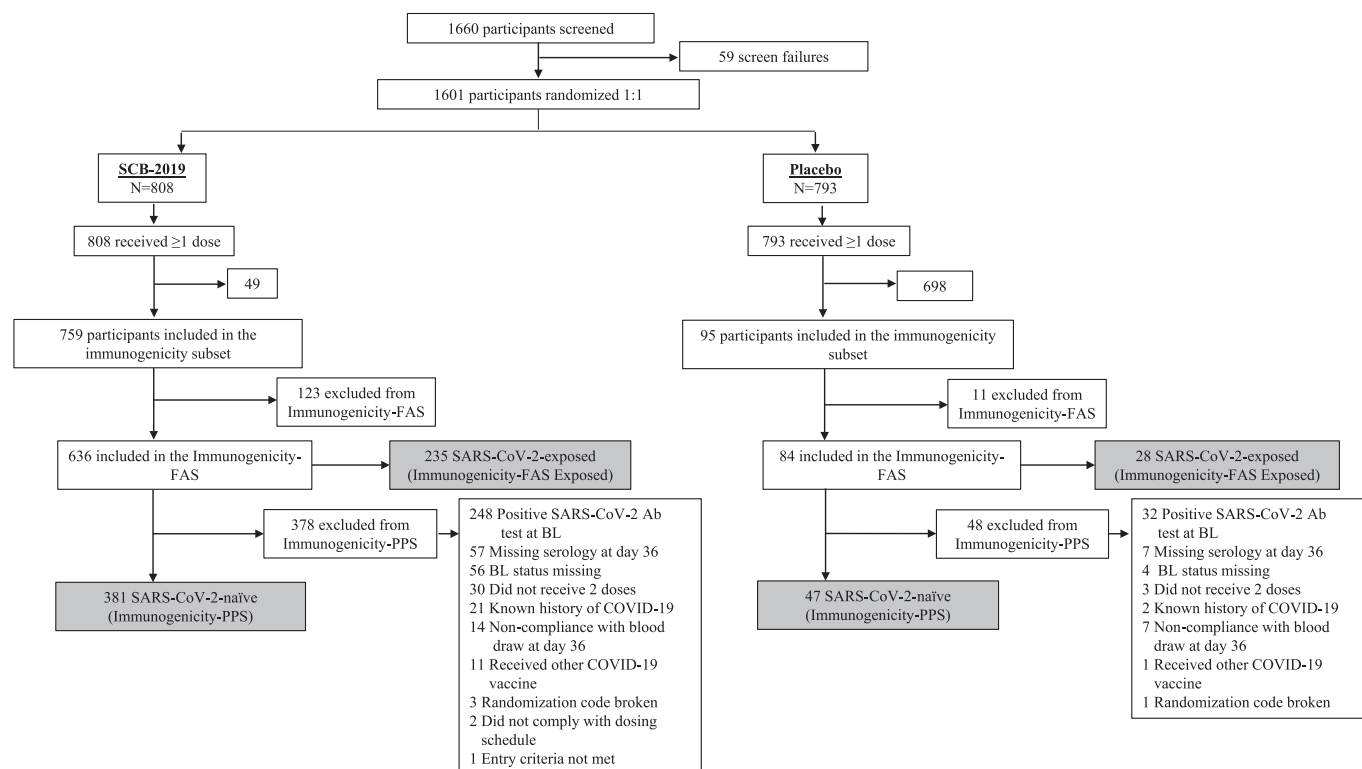 1660 participants screened
59 screen failures
1601 participants randomized 1:1
SCB-2019
N=808
808 received ≥1 dose
49
759 participants included in the
immunogenicity subset
123 excluded from
Immunogenicity-FAS
636 included in the Immunogenicity-
FAS
235 SARS-CoV-2-exposed
(Immunogenicity-FAS Exposed)
378 excluded from
Immunogenicity-PPS
248 Positive SARS-CoV-2 Ab
test at BL
57 Missing serology at day 36
56 BL status missing
30 Did not receive 2 doses
21 Known history of COVID-19
14 Non-compliance with blood
draw at day 36
11 Received other COVID-19
vaccine
3 Randomization code broken
2 Did not comply with dosing
schedule
1 Entry criteria not met
381 SARS-CoV-2-naïve
(Immunogenicity-PPS)
Placebo
N=793
793 received ≥1 dose
698
95 participants included in the immunogenicity
subset
11 excluded from
Immunogenicity-FAS
84 included in the Immunogenicity-
FAS
28 SARS-CoV-2-exposed
(Immunogenicity-FAS Exposed)
48 excluded from
Immunogenicity-PPS
32 Positive SARS-CoV-2 Ab
test at BL
7 Missing serology at day 36
4 BL status missing
3 Did not receive 2 doses
2 Known history of COVID-19
7 Non-compliance with blood
draw at day 36
1 Received other COVID-19
vaccine
1 Randomization code broken
47 SARS-CoV-2-naïve
(Immunogenicity-PPS)